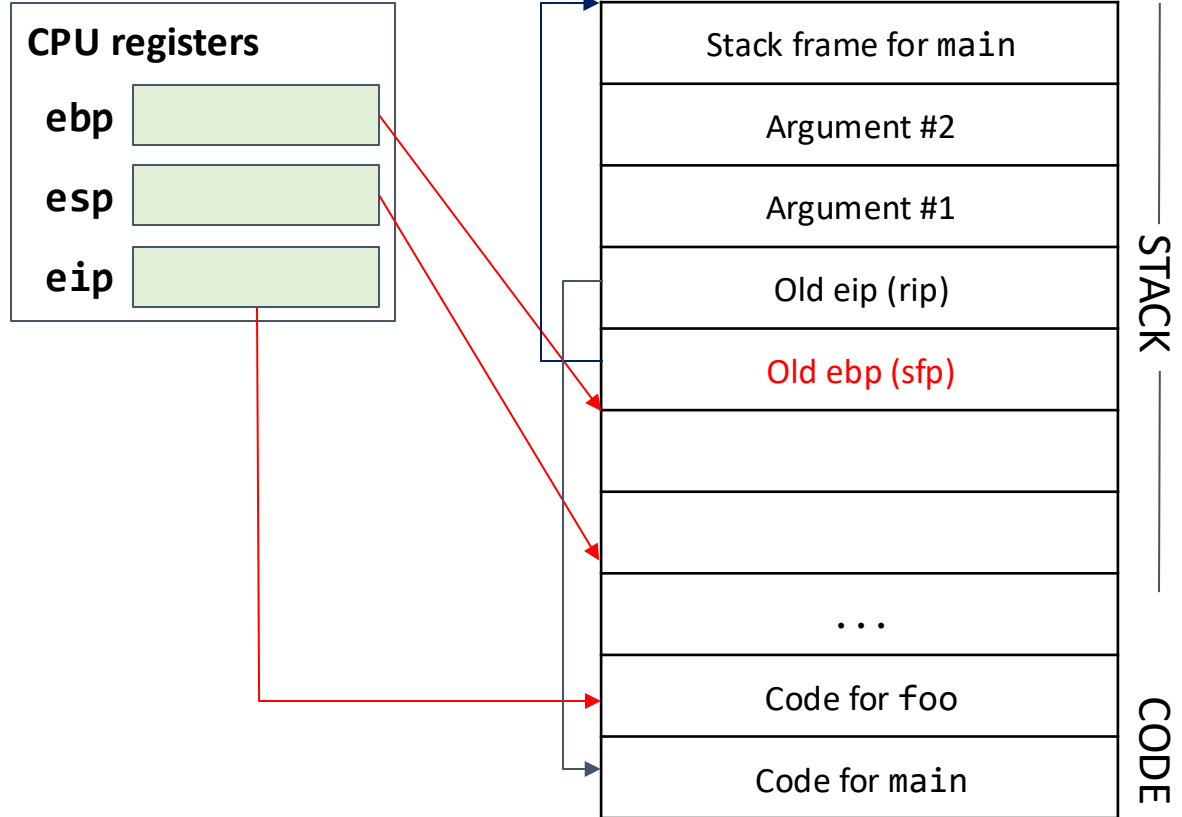 CPU registers
ebp
esp
eip
Stack frame for main
Argument #2
Argument #1
Old eip (rip)
Old ebp (sfp)
...
Code for foo
Code for main
STACK
CODE